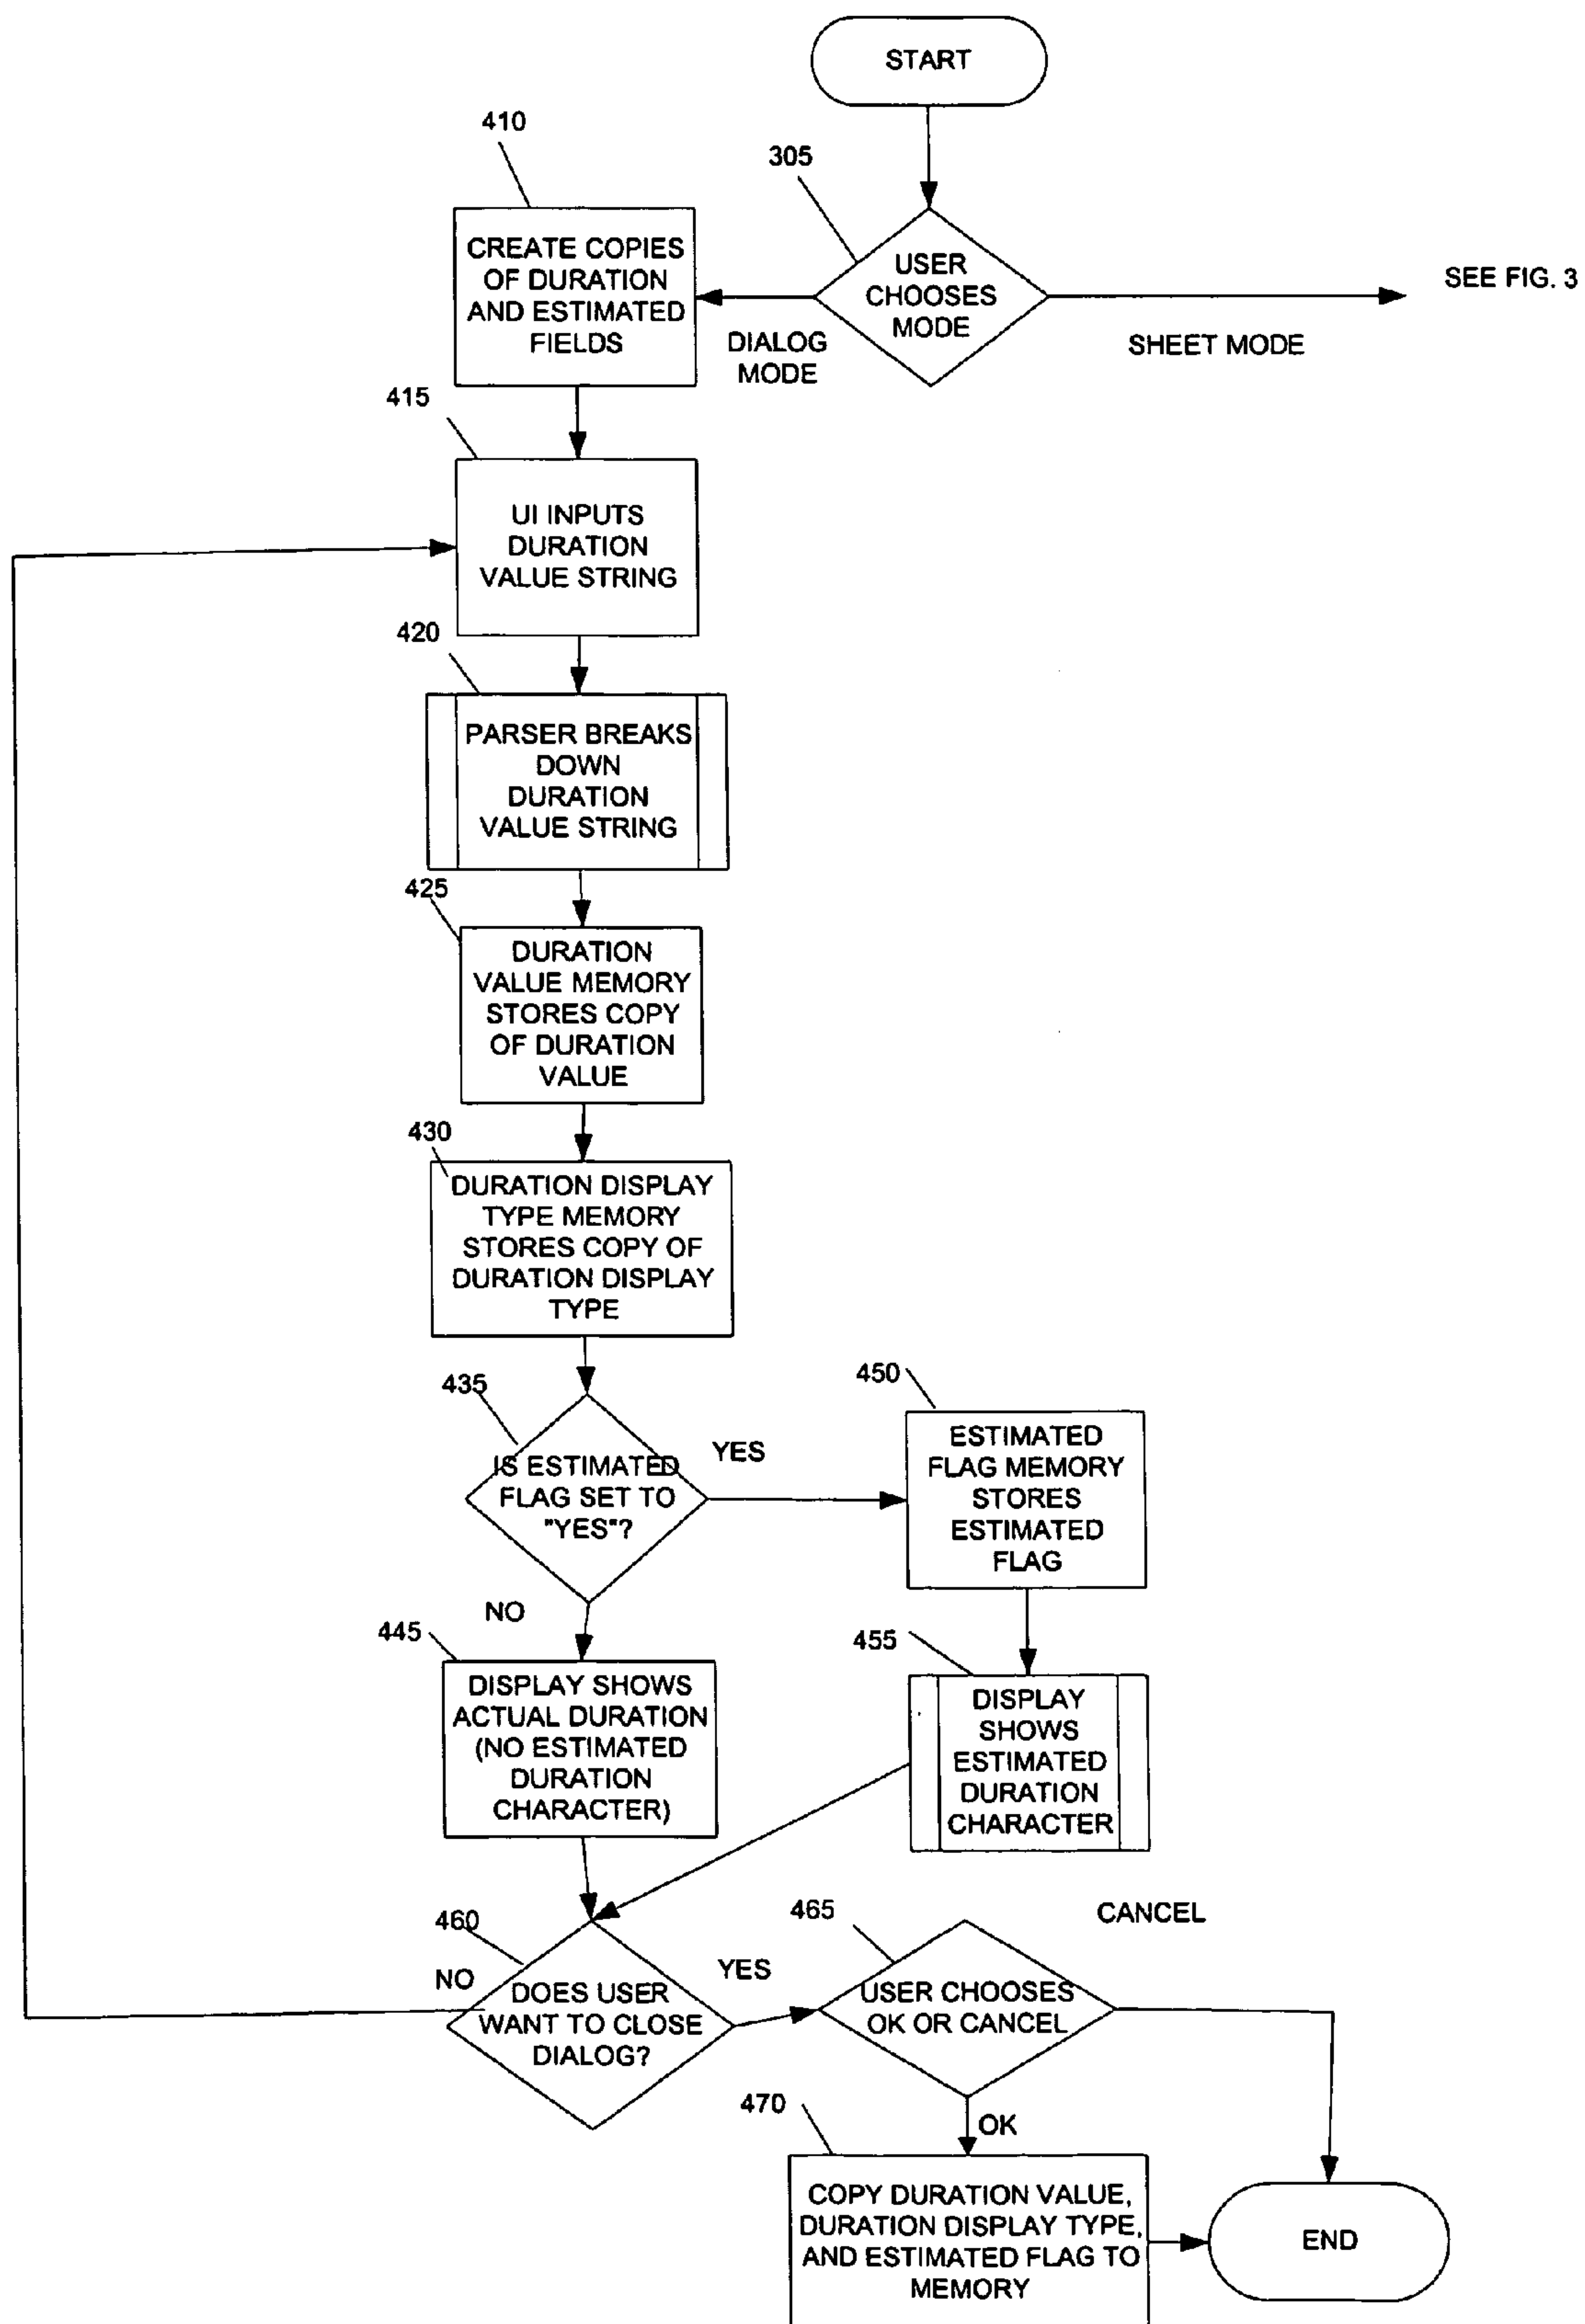 START
410
305
CREATE COPIES
OF DURATION
AND ESTIMATED
FIELDS
USER
CHOOSES
MODE
SEE FIG. 3
DIALOG
MODE
SHEET MODE
415
UI INPUTS
DURATION
VALUE STRING
420
PARSER BREAKS
DOWN
DURATION
VALUE STRING
425
DURATION
VALUE MEMORY
STORES COPY
OF DURATION
VALUE
430
DURATION DISPLAY
TYPE MEMORY
STORES COPY OF
DURATION DISPLAY
TYPE
435
IS ESTIMATED
FLAG SET TO
"YES"?
YES
450
ESTIMATED
FLAG MEMORY
STORES
ESTIMATED
FLAG
NO
445
DISPLAY SHOWS
ACTUAL DURATION
(NO ESTIMATED
DURATION
CHARACTER)
455
DISPLAY
SHOWS
ESTIMATED
DURATION
CHARACTER
460
NO
DOES USER
WANT TO CLOSE
DIALOG?
YES
465
CANCEL
USER CHOOSES
OK OR CANCEL
470
OK
COPY DURATION VALUE,
DURATION DISPLAY TYPE,
AND ESTIMATED FLAG TO
MEMORY
END